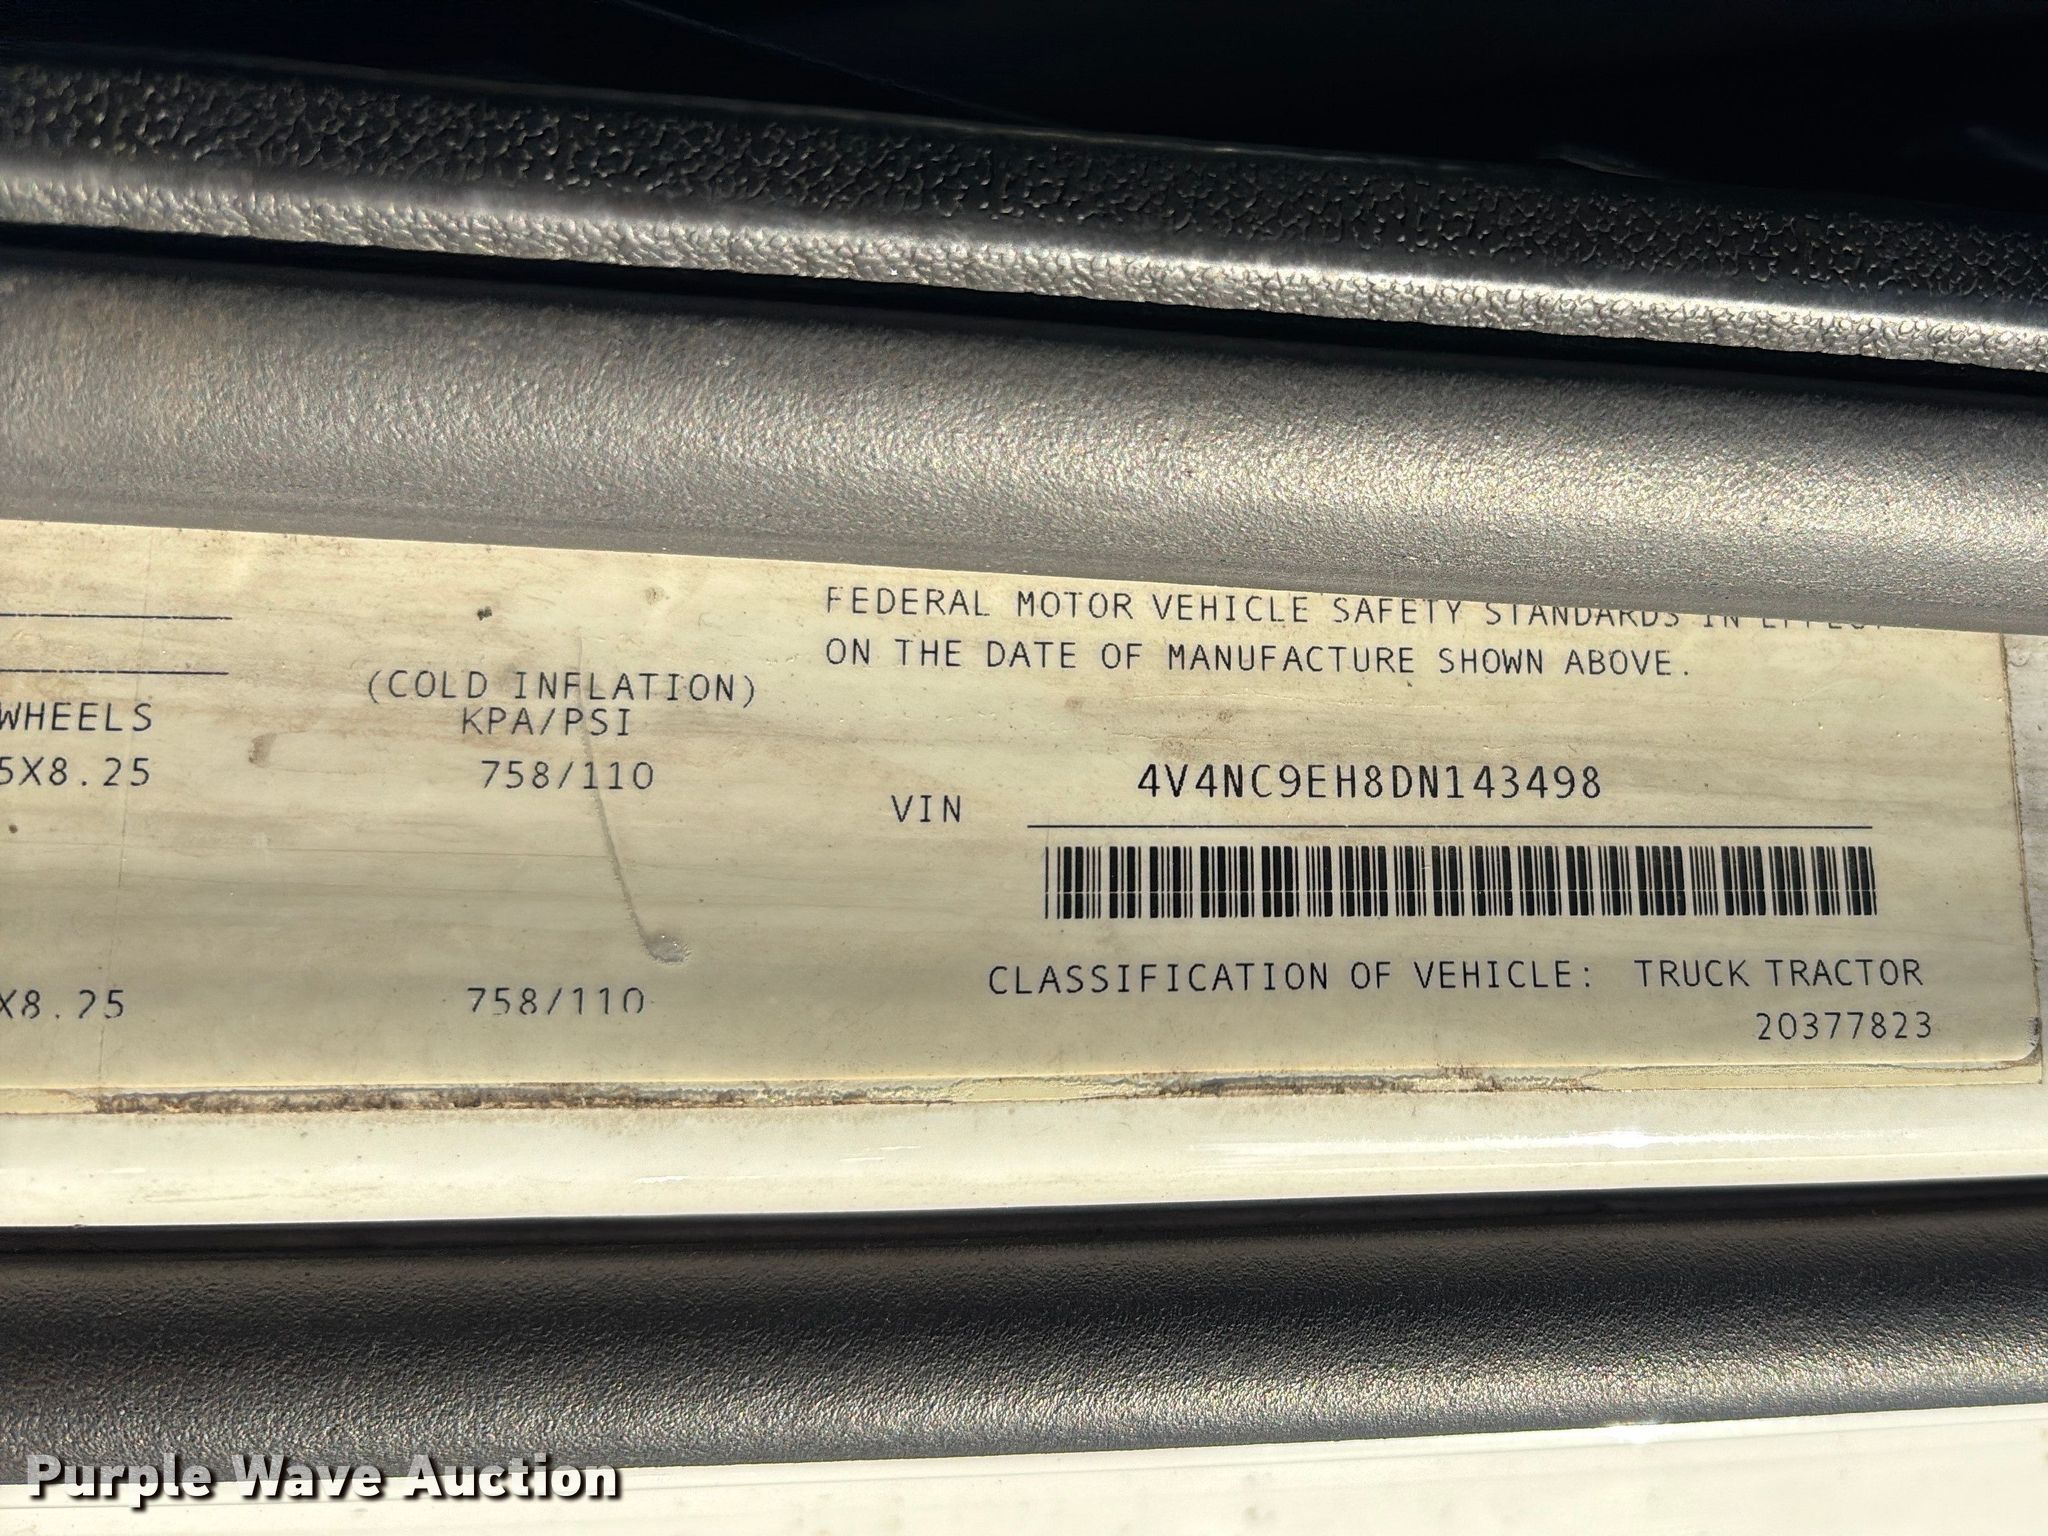 FEDERAL MOTOR VEHICLE SAFETY STANDARDS IN EFFECT
ON THE DATE OF MANUFACTURE SHOWN ABOVE.
(COLD INFLATION)
WHEELS KPA/PSI
5X8.25 758/110
VIN 4V4NC9EH8DN143498
X8.25 758/110
CLASSIFICATION OF VEHICLE: TRUCK TRACTOR
20377823
Purple Wave Auction